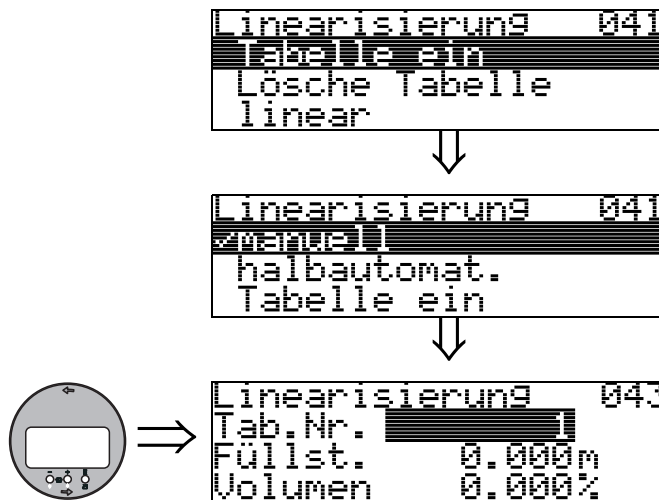 Linearisierung 041
Tabelle ein
Lösche Tabelle
linear
Linearisierung 041
✓manuell
halbautomat.
Tabelle ein
Linearisierung 043
Tab.Nr. 1
Füllst. 0.000m
Volumen 0.000%